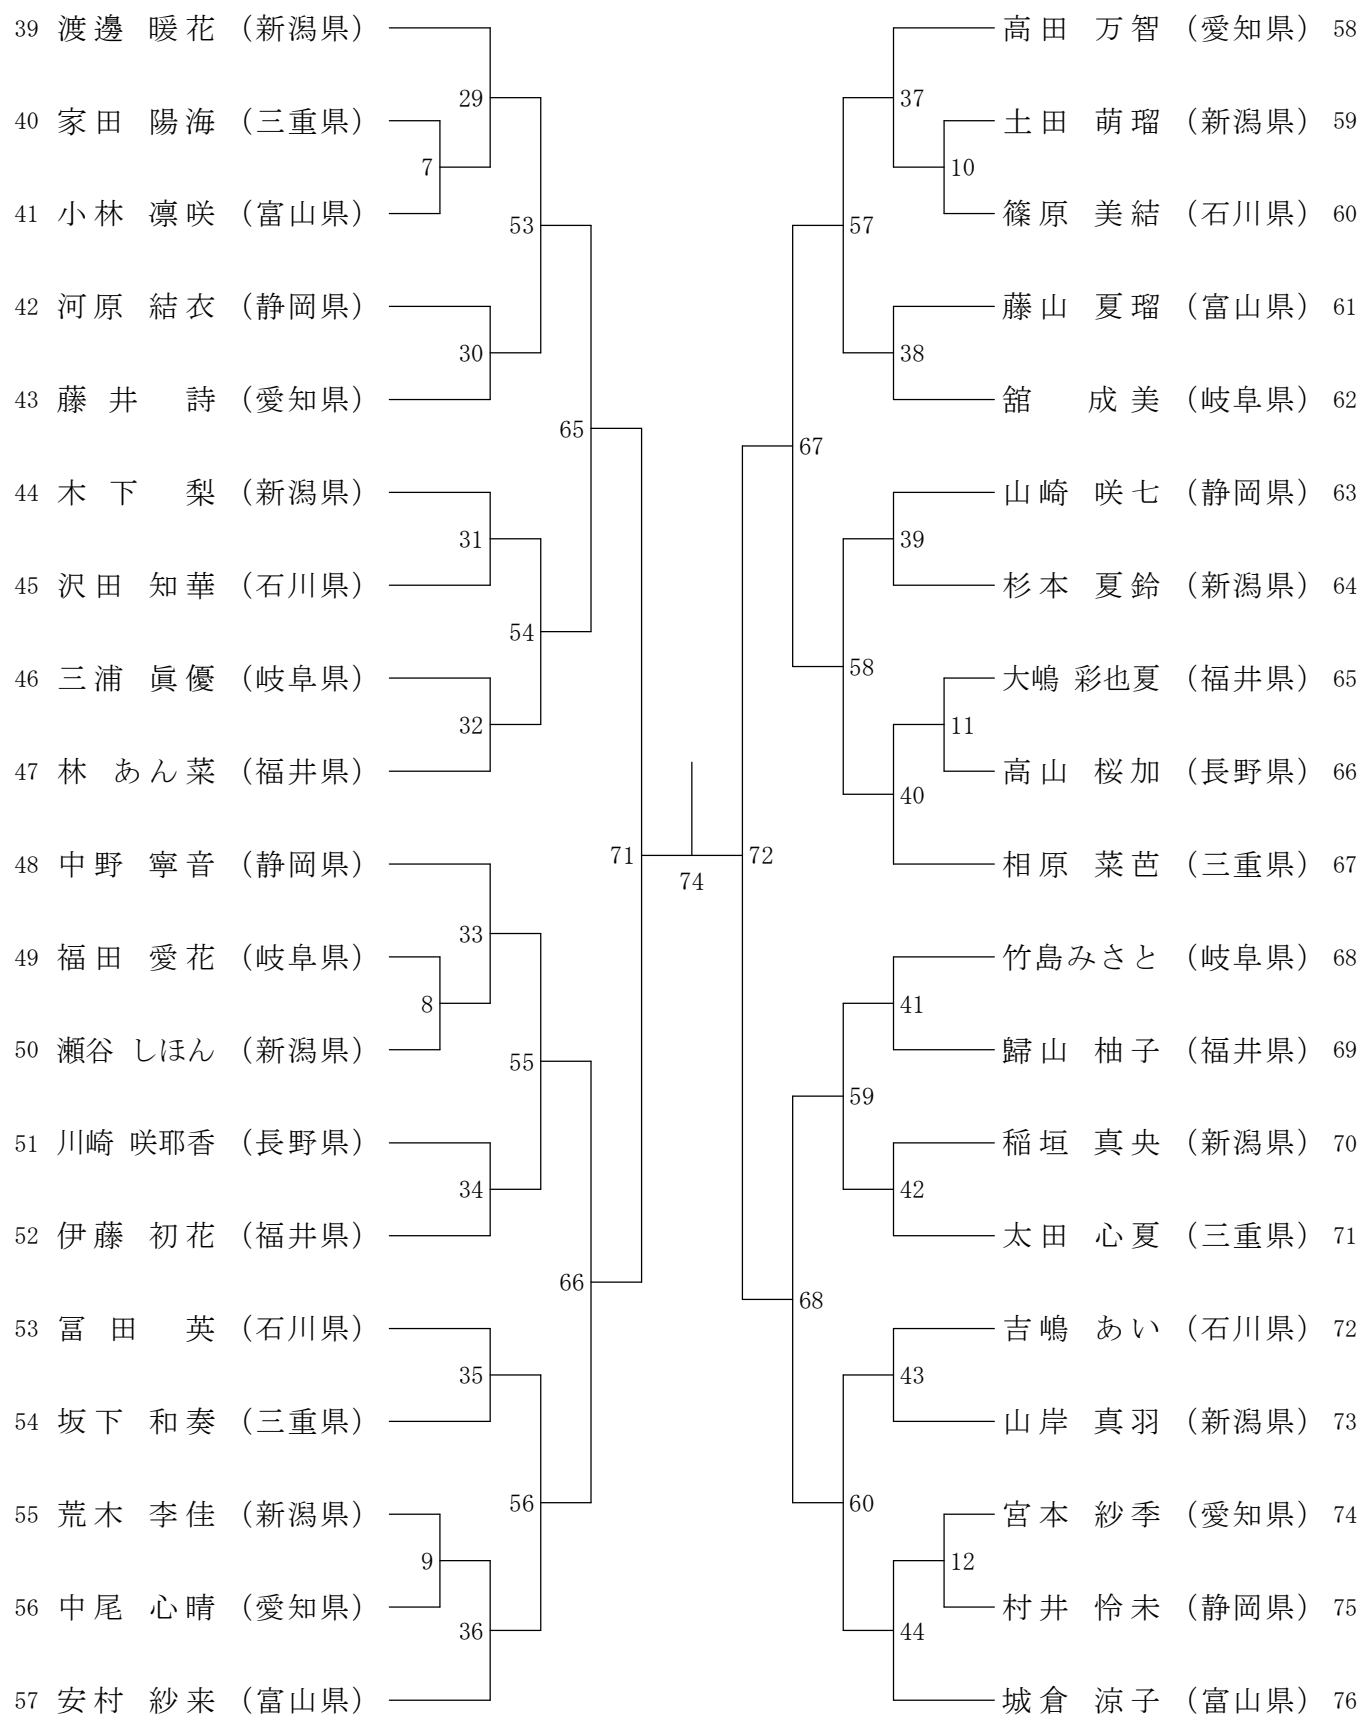 39 渡邊 暖花 （新潟県）
40 家田 陽海 （三重県）
41 小林 凛咲 （富山県）
42 河原 結衣 （静岡県）
43 藤井 詩 （愛知県）
44 木下 梨 （新潟県）
45 沢田 知華 （石川県）
46 三浦 眞優 （岐阜県）
47 林 あん菜 （福井県）
48 中野 寧音 （静岡県）
49 福田 愛花 （岐阜県）
50 瀬谷 しほん （新潟県）
51 川崎 咲耶香 （長野県）
52 伊藤 初花 （福井県）
53 冨田 英 （石川県）
54 坂下 和奏 （三重県）
55 荒木 李佳 （新潟県）
56 中尾 心晴 （愛知県）
57 安村 紗来 （富山県）
7
8
9
29
30
31
32
33
34
35
36
53
54
55
56
65
66
71
74
72
67
68
57
58
59
60
37
38
39
40
41
42
43
44
10
11
12
高田 万智 （愛知県） 58
土田 萌瑠 （新潟県） 59
篠原 美結 （石川県） 60
藤山 夏瑠 （富山県） 61
舘 成美 （岐阜県） 62
山崎 咲七 （静岡県） 63
杉本 夏鈴 （新潟県） 64
大嶋 彩也夏 （福井県） 65
高山 桜加 （長野県） 66
相原 菜芭 （三重県） 67
竹島みさと （岐阜県） 68
歸山 柚子 （福井県） 69
稲垣 真央 （新潟県） 70
太田 心夏 （三重県） 71
吉嶋 あい （石川県） 72
山岸 真羽 （新潟県） 73
宮本 紗季 （愛知県） 74
村井 怜未 （静岡県） 75
城倉 涼子 （富山県） 76